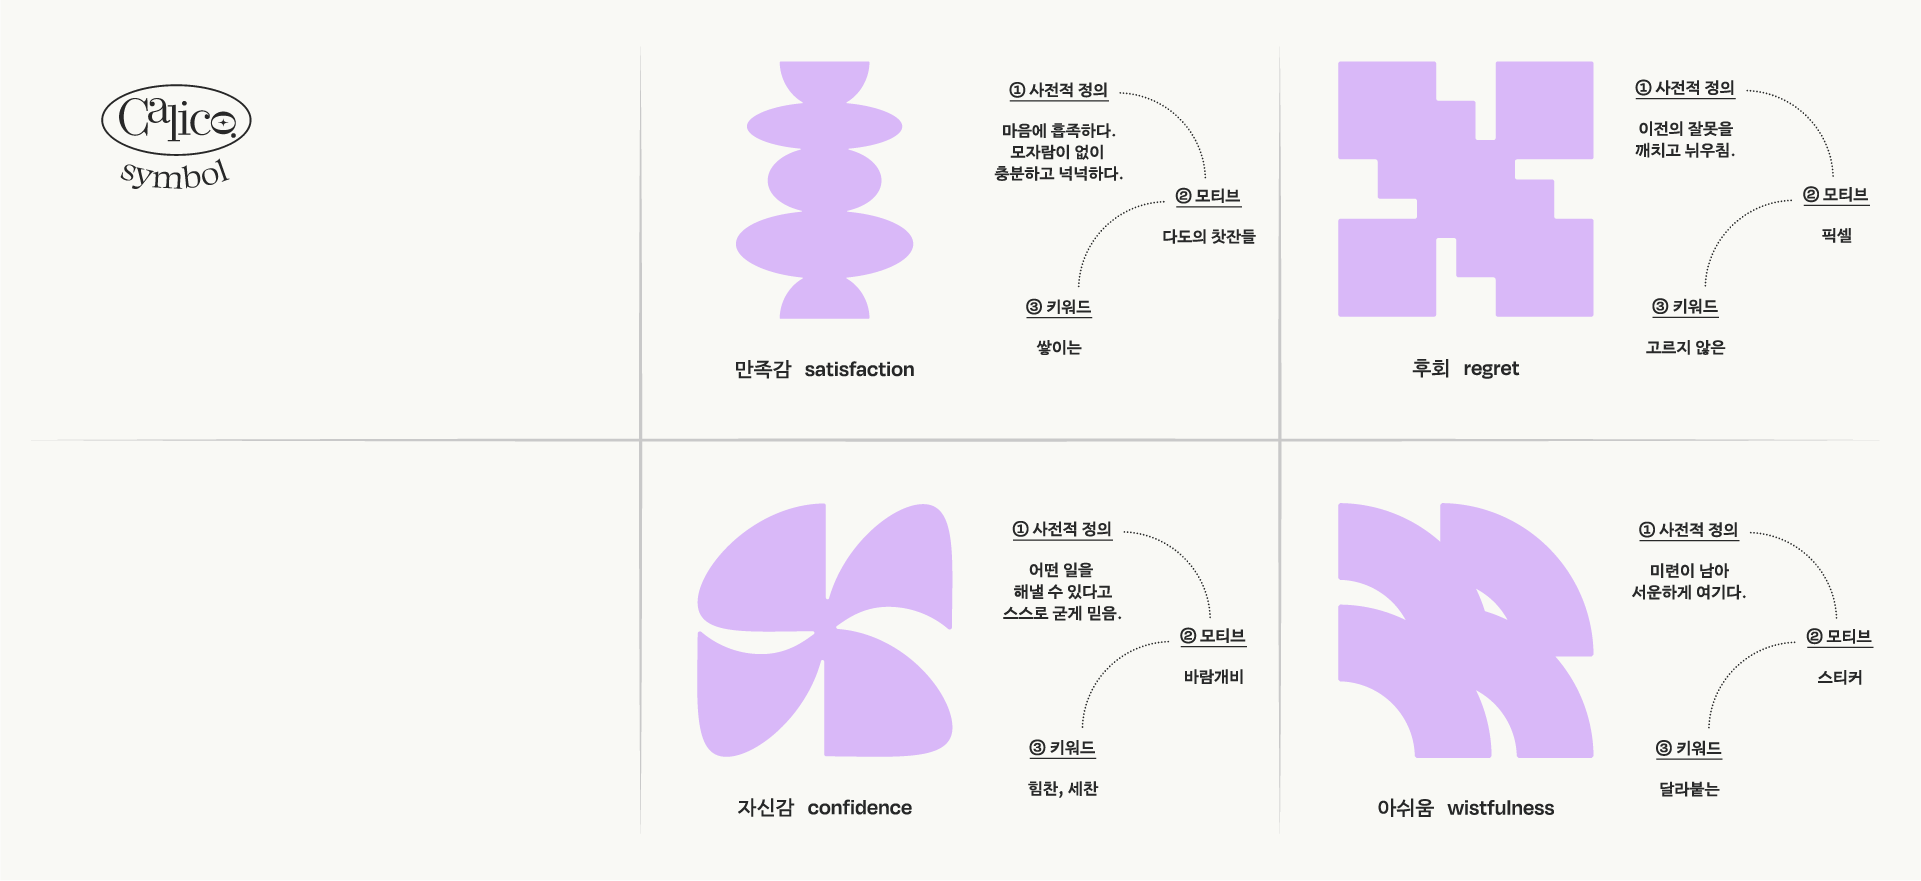 Calico.
symbol
① 사전적 정의
마음에 흡족하다.
모자람이 없이
충분하고 넉넉하다.
② 모티브
다도의 찻잔들
③ 키워드
쌓이는
만족감 satisfaction
① 사전적 정의
이전의 잘못을
깨치고 뉘우침.
② 모티브
픽셀
③ 키워드
고르지 않은
후회 regret
① 사전적 정의
어떤 일을
해낼 수 있다고
스스로 굳게 믿음.
② 모티브
바람개비
③ 키워드
힘찬, 세찬
자신감 confidence
① 사전적 정의
미련이 남아
서운하게 여기다.
② 모티브
스티커
③ 키워드
달라붙는
아쉬움 wistfulness